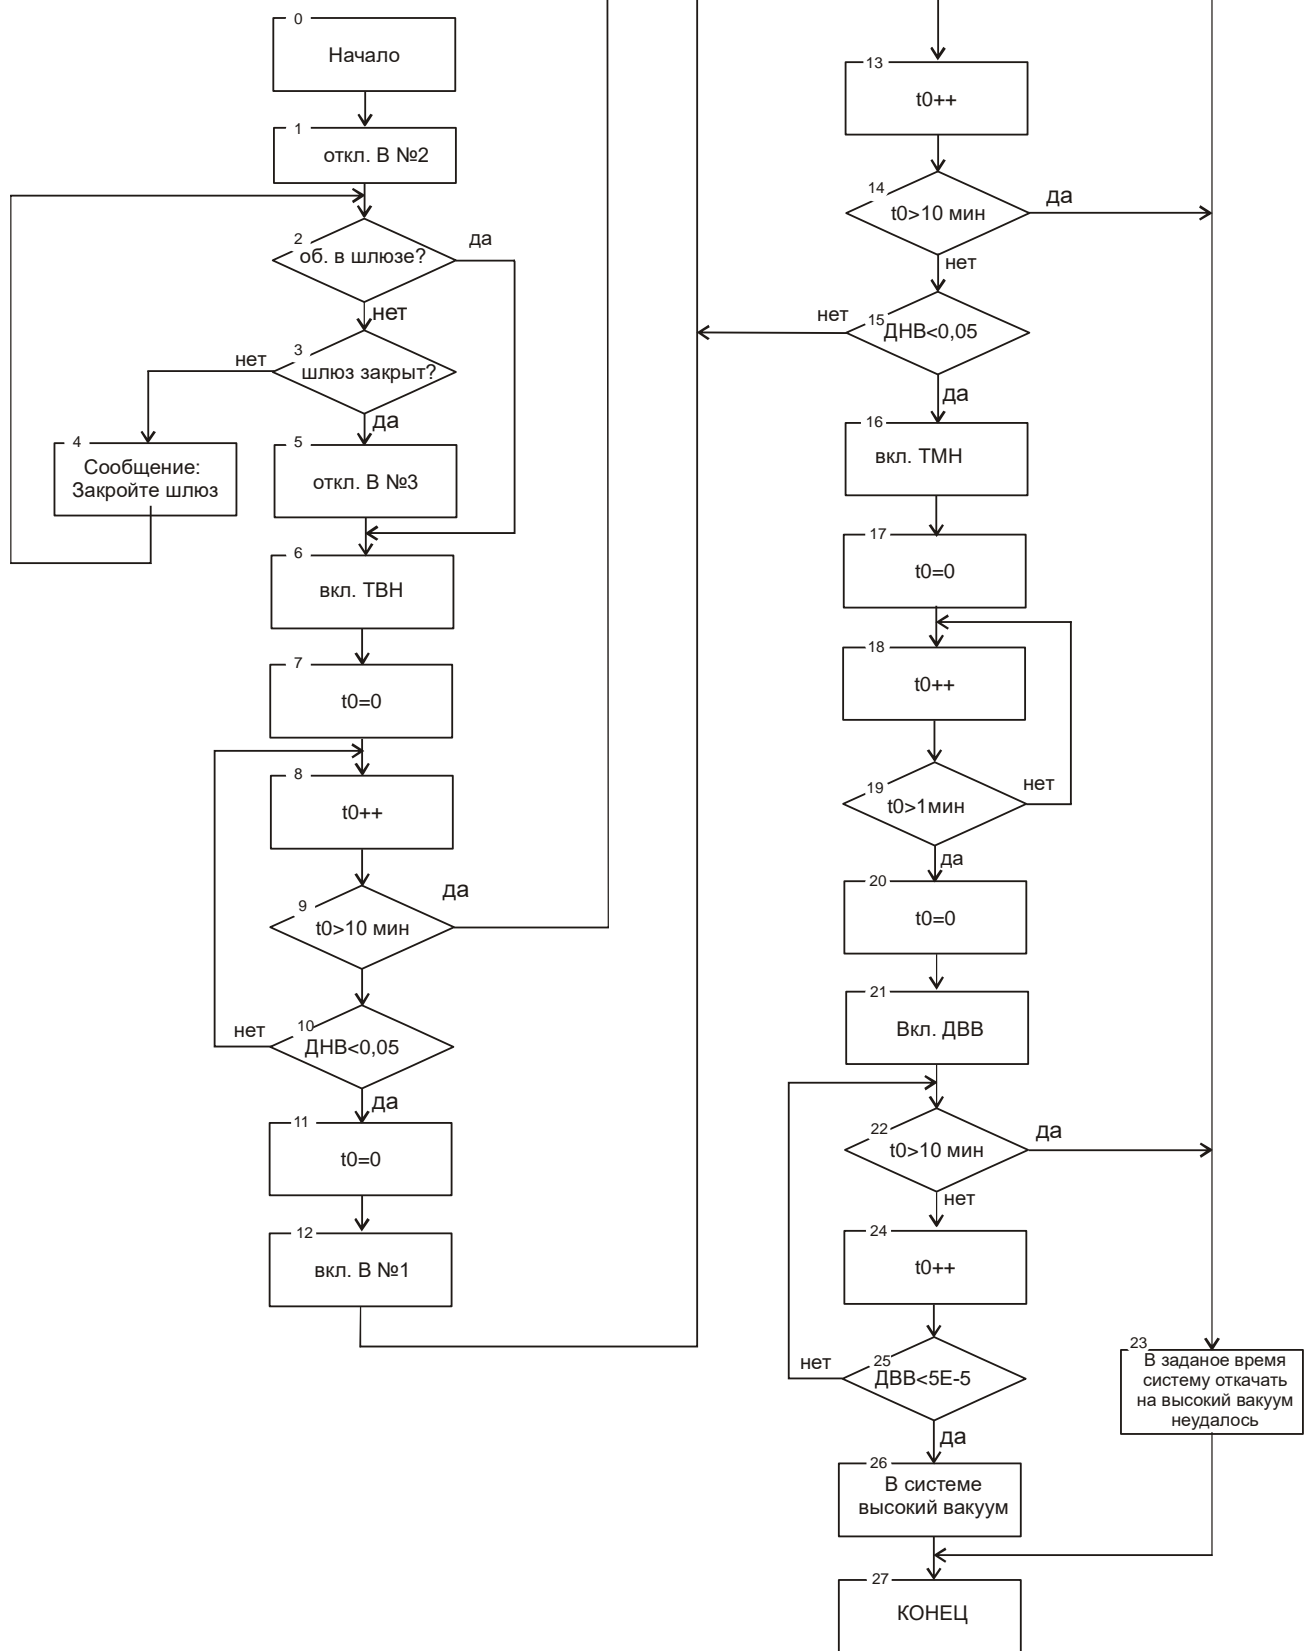 0
Начало
1
откл. В №2
2
об. в шлюзе?
да
нет
3
шлюз закрыт?
нет
да
4
Сообщение:
Закройте шлюз
5
откл. В №3
6
вкл. ТВН
7
t0=0
8
t0++
9
t0>10 мин
да
10
ДНВ<0,05
нет
да
11
t0=0
12
вкл. В №1
13
t0++
14
t0>10 мин
да
нет
15
ДНВ<0,05
нет
да
16
вкл. ТМН
17
t0=0
18
t0++
19
t0>1мин
нет
да
20
t0=0
21
Вкл. ДВВ
22
t0>10 мин
да
нет
23
В заданое время
систему откачать
на высокий вакуум
неудалось
24
t0++
25
ДВВ<5Е-5
нет
да
26
В системе
высокий вакуум
27
КОНЕЦ